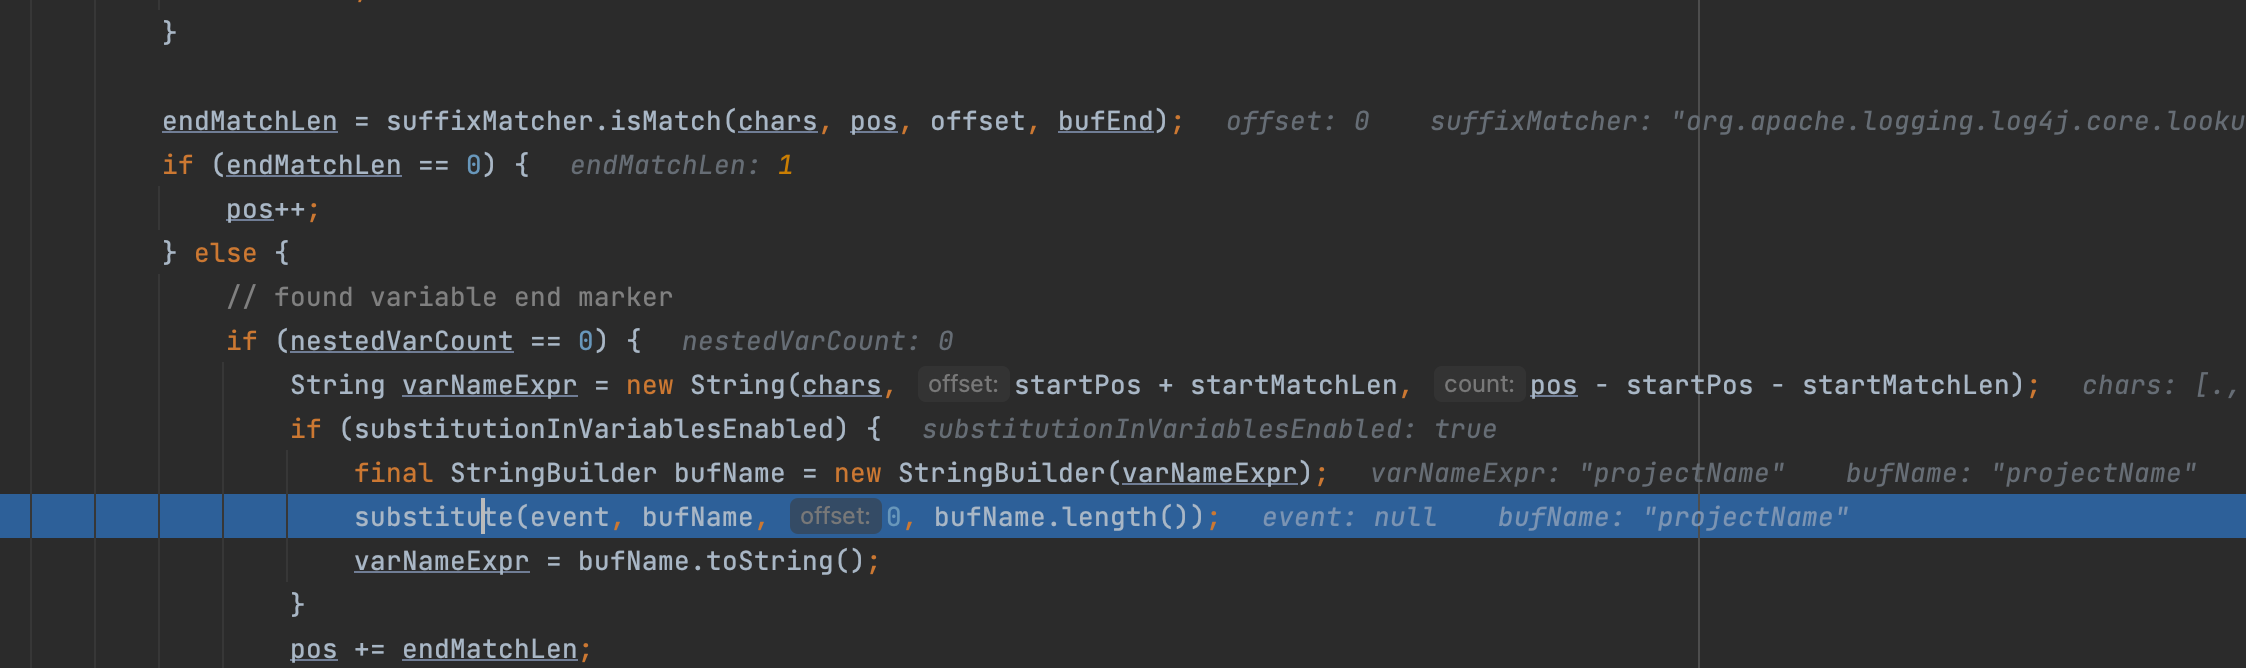 }
endMatchLen = suffixMatcher.isMatch(chars, pos, offset, bufEnd); offset: 0 suffixMatcher: "org.apache.logging.log4j.core.looku
if (endMatchLen == 0) { endMatchLen: 1
pos++;
} else {
// found variable end marker
if (nestedVarCount == 0) { nestedVarCount: 0
String varNameExpr = new String(chars, offset: startPos + startMatchLen, count: pos - startPos - startMatchLen); chars: [.,
if (substitutionInVariablesEnabled) { substitutionInVariablesEnabled: true
final StringBuilder bufName = new StringBuilder(varNameExpr); varNameExpr: "projectName" bufName: "projectName"
substitute(event, bufName, offset: 0, bufName.length()); event: null bufName: "projectName"
varNameExpr = bufName.toString();
}
pos += endMatchLen;